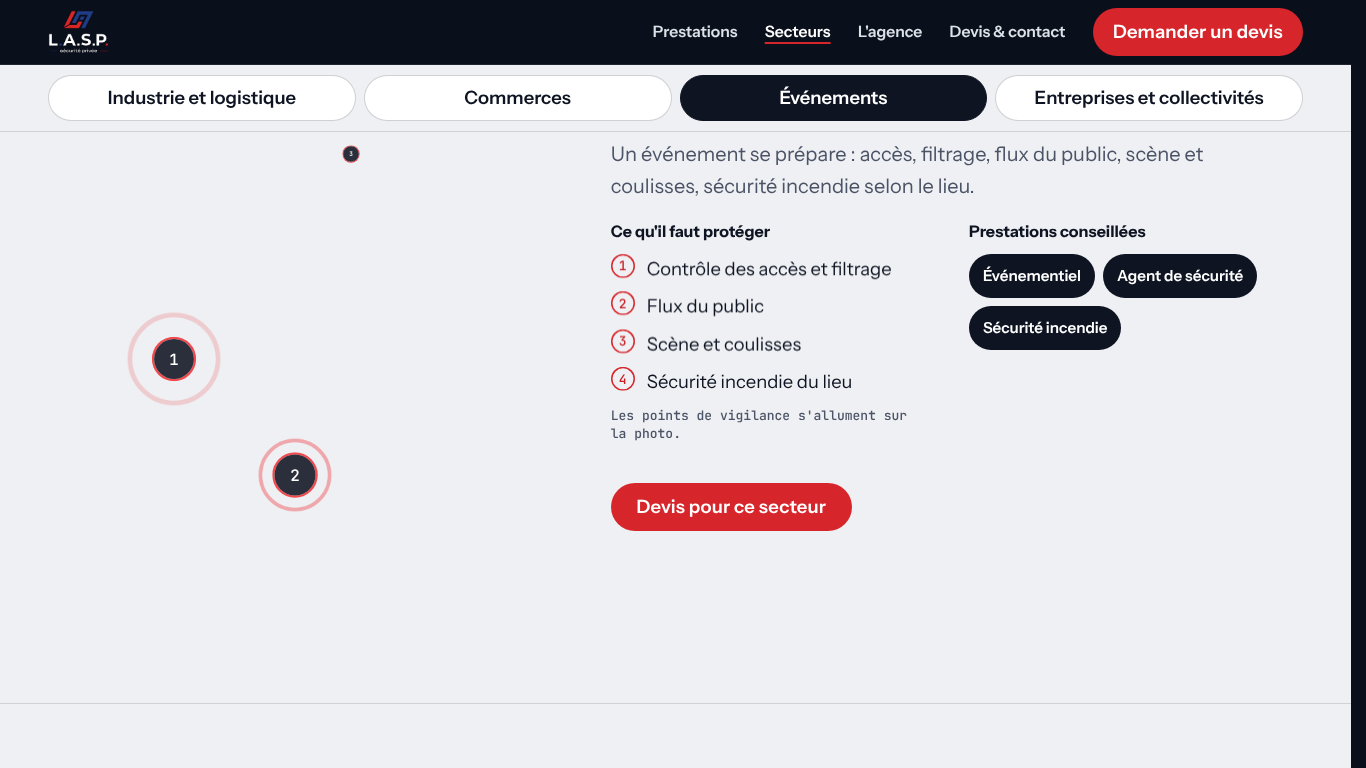 L A.S.P.
sécurité privée
Prestations
Secteurs
L'agence
Devis & contact
Demander un devis
Industrie et logistique
Commerces
Événements
Entreprises et collectivités
3
Un événement se prépare : accès, filtrage, flux du public, scène et
coulisses, sécurité incendie selon le lieu.
Ce qu'il faut protéger
1 Contrôle des accès et filtrage
2 Flux du public
3 Scène et coulisses
4 Sécurité incendie du lieu
Les points de vigilance s'allument sur
la photo.
Prestations conseillées
Événementiel
Agent de sécurité
Sécurité incendie
1
2
Devis pour ce secteur